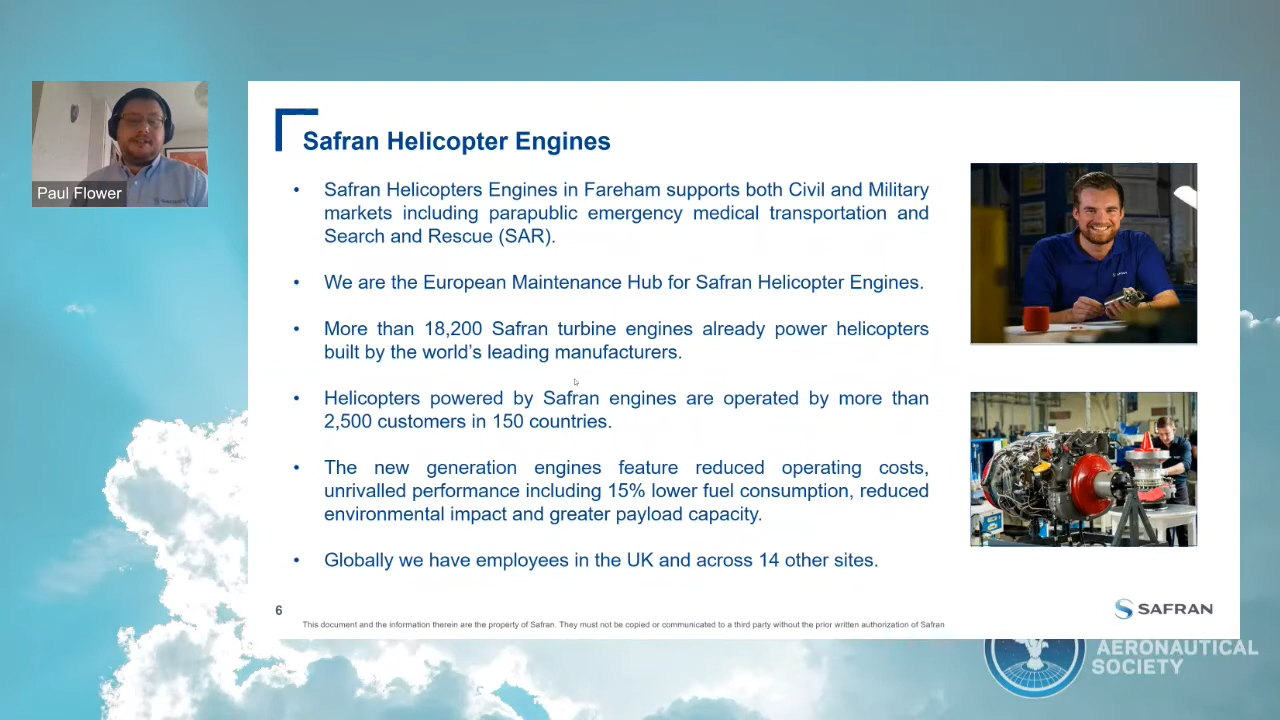 Paul Flower
Safran Helicopter Engines
• Safran Helicopters Engines in Fareham supports both Civil and Military
markets including parapublic emergency medical transportation and
Search and Rescue (SAR).
• We are the European Maintenance Hub for Safran Helicopter Engines.
• More than 18,200 Safran turbine engines already power helicopters
built by the world's leading manufacturers.
• Helicopters powered by Safran engines are operated by more than
2,500 customers in 150 countries.
• The new generation engines feature reduced operating costs,
unrivalled performance including 15% lower fuel consumption, reduced
environmental impact and greater payload capacity.
• Globally we have employees in the UK and across 14 other sites.
6
This document and the information therein are the property of Safran. They must not be copied or communicated to a third party without the prior written authorization of Safran
SAFRAN
AERONAUTICAL
SOCIETY